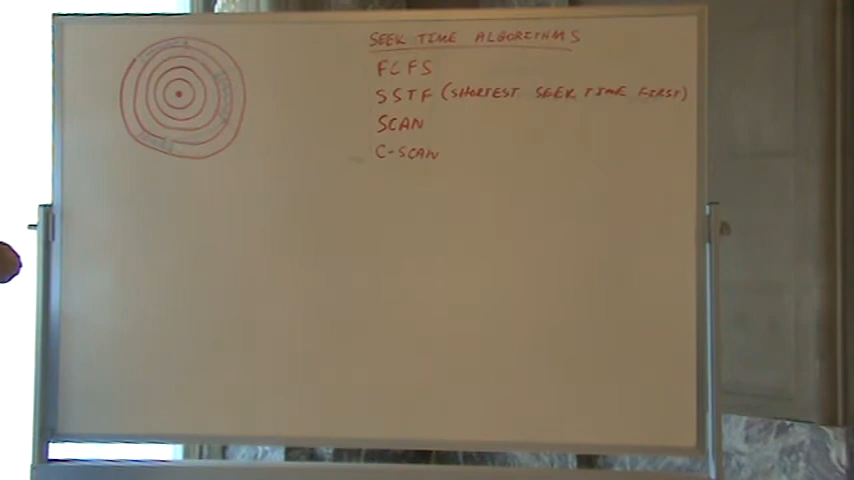 SEEK TIME ALGORITHMS
FCFS
SSTF (SHORTEST SEEK TIME FIRST)
SCAN
C-SCAN